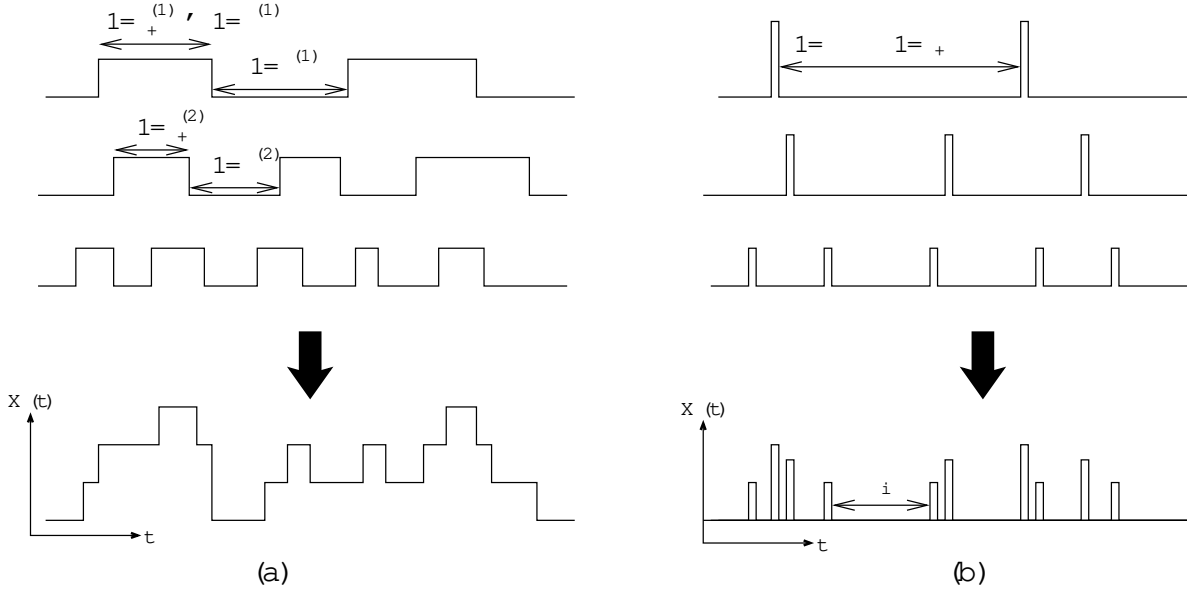 1= + (1) , 1= (1)
1= (1)
1= + (2)
1= (2)
X (t)
t
(a)
1= 1= +
X (t)
i
t
(b)